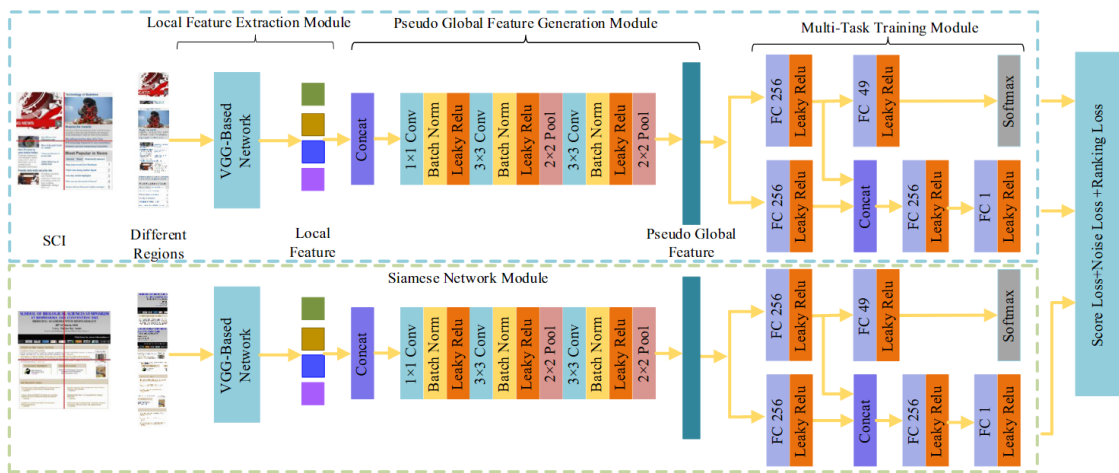 Local Feature Extraction Module
Pseudo Global Feature Generation Module
Multi-Task Training Module
VGG-Based
Network
Concat
1×1 Conv
Batch Norm
Leaky Relu
3×3 Conv
Batch Norm
Leaky Relu
2×2 Pool
3×3 Conv
Batch Norm
Leaky Relu
2×2 Pool
FC 256
Leaky Relu
FC 49
Leaky Relu
Softmax
FC 256
Leaky Relu
Concat
FC 256
Leaky Relu
FC 1
Leaky Relu
SCI
Different
Regions
Local
Feature
Pseudo Global
Feature
Siamese Network Module
VGG-Based
Network
Concat
1×1 Conv
Batch Norm
Leaky Relu
3×3 Conv
Batch Norm
Leaky Relu
2×2 Pool
3×3 Conv
Batch Norm
Leaky Relu
2×2 Pool
FC 256
Leaky Relu
FC 49
Leaky Relu
Softmax
FC 256
Leaky Relu
Concat
FC 256
Leaky Relu
FC 1
Leaky Relu
Score Loss+Noise Loss +Ranking Loss